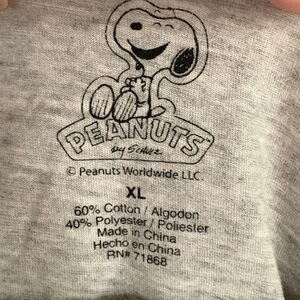 PEANUTS
by Schulz
© Peanuts Worldwide LLC.
XL
60% Cotton / Algodon
40% Polyester / Poliester
Made in China
Hecho en China
RN# 71868